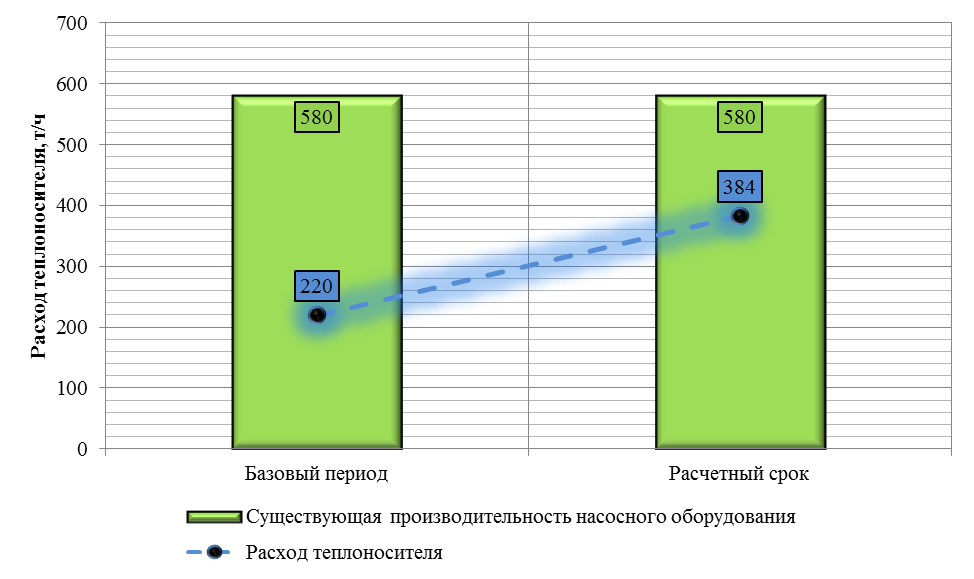 Расход теплоносителя, т/ч
700
600
500
400
300
200
100
0
580
580
384
220
Базовый период
Расчетный срок
Существующая производительность насосного оборудования
Расход теплоносителя